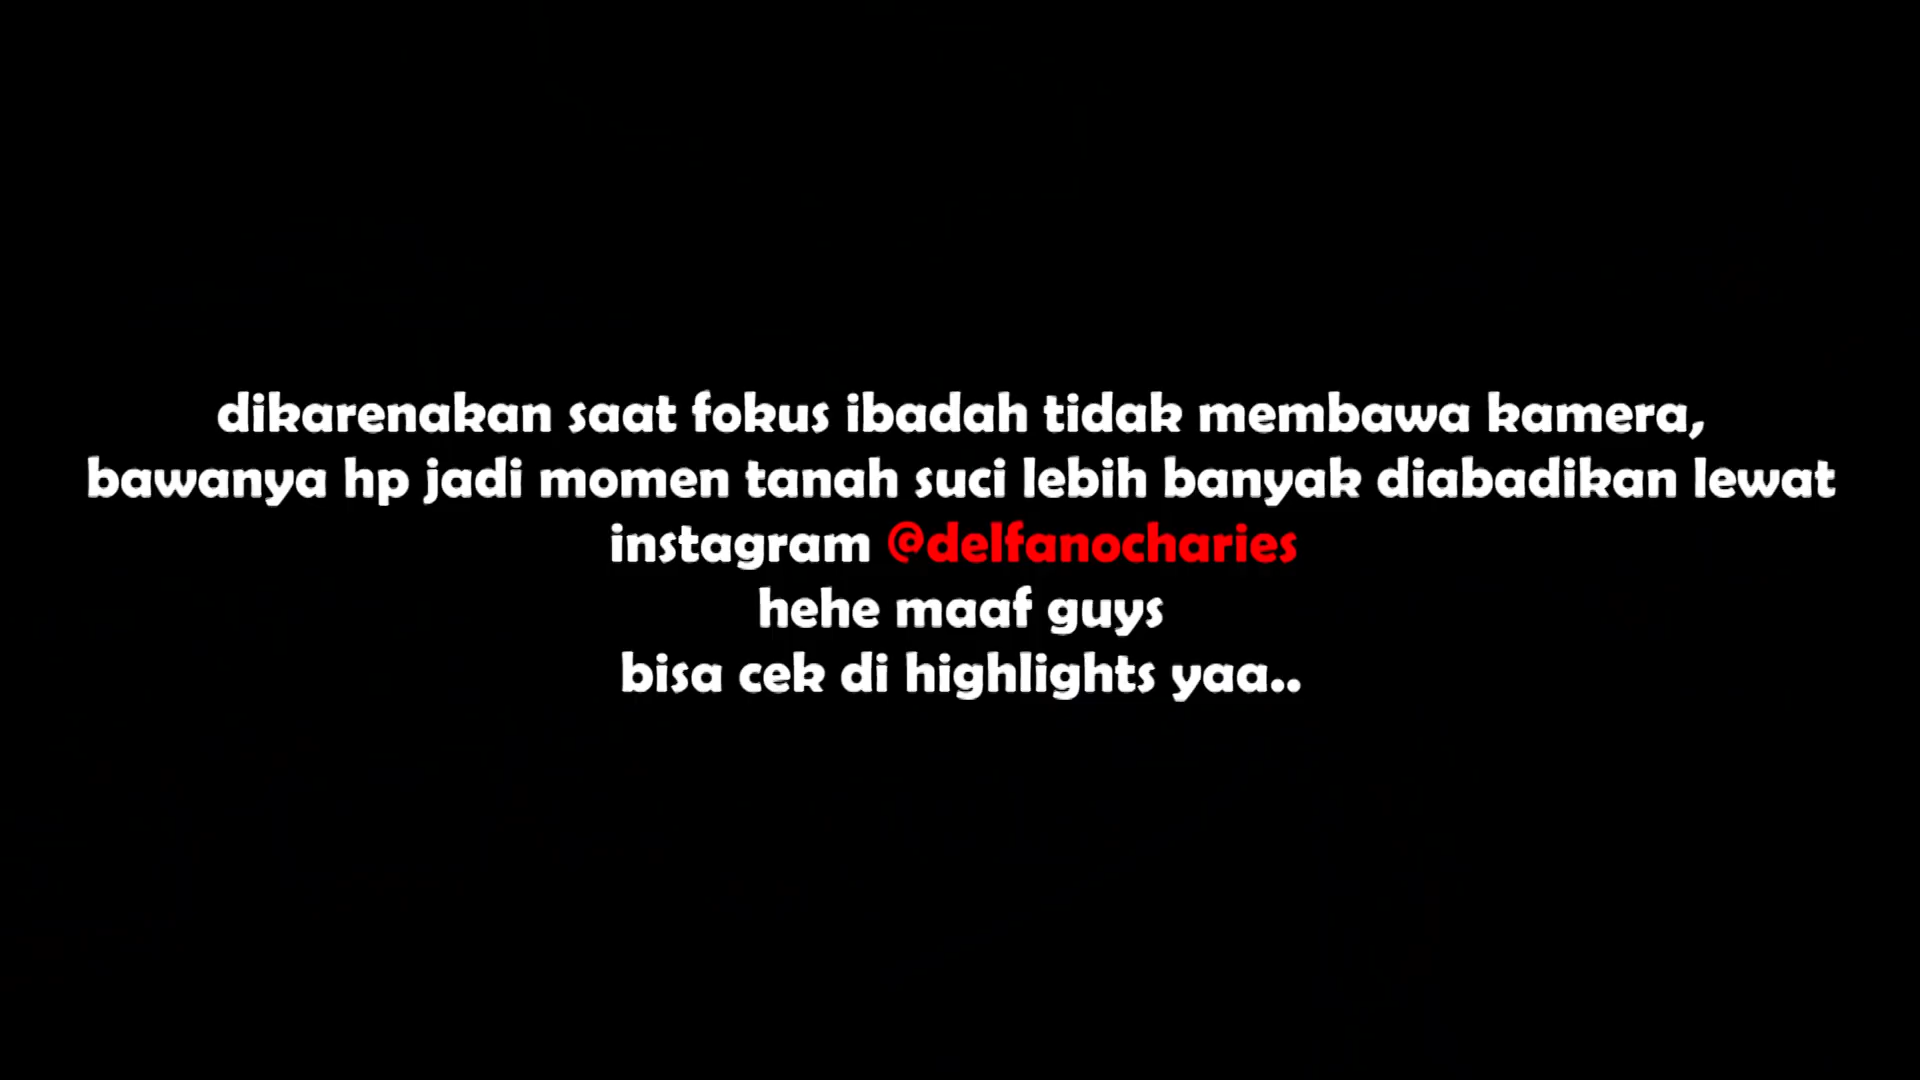 dikarenakan saat fokus ibadah tidak membawa kamera,
bawanya hp jadi momen tanah suci lebih banyak diabadikan lewat
instagram @delfanocharies
hehe maaf guys
bisa cek di highlights yaa..